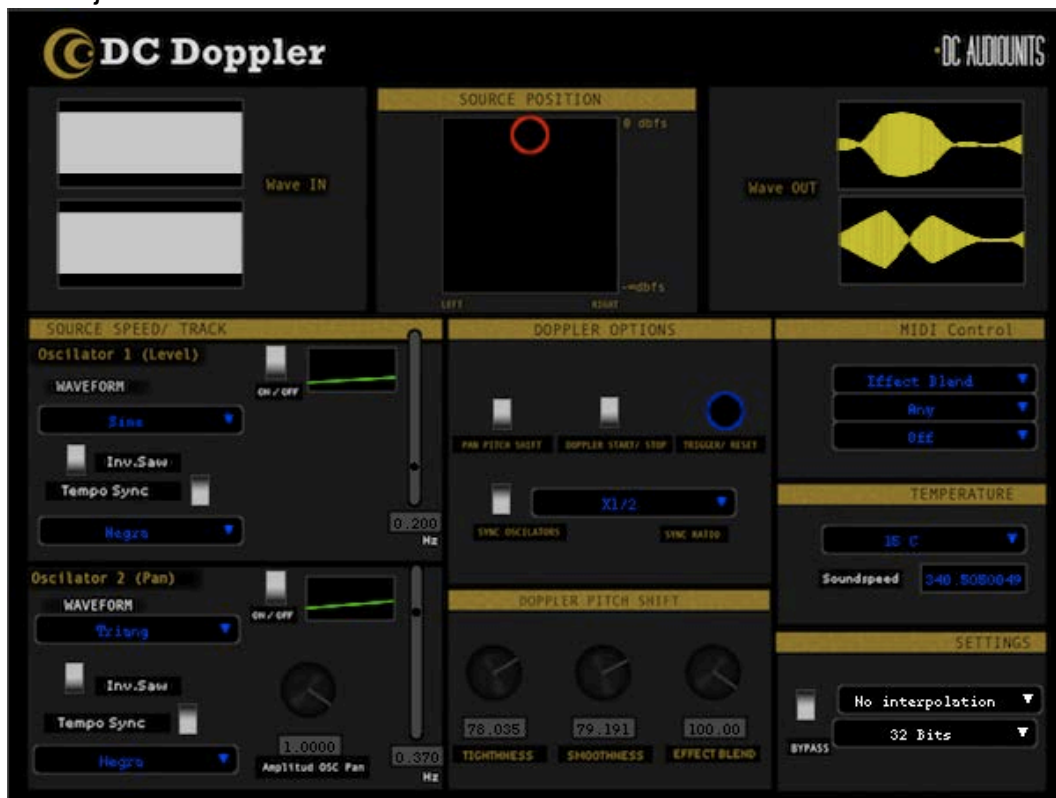 DC Doppler
·DC AUDIOUNITS
SOURCE POSITION
0 dbfs
Wave IN
Wave OUT
-∞dbfs
LEFT
RIGHT
SOURCE SPEED/ TRACK
Oscilator 1 (Level)
ON / OFF
WAVEFORM
Sine
Inv.Saw
Tempo Sync
Negra
0.200
Hz
Oscilator 2 (Pan)
ON / OFF
WAVEFORM
Triang
Inv.Saw
Tempo Sync
Negra
1.0000
Amplitud OSC Pan
0.370
Hz
DOPPLER OPTIONS
PAN PITCH SHIFT
DOPPLER START/ STOP
TRIGGER/ RESET
X1/2
SYNC OSCILATORS
SYNC RATIO
DOPPLER PITCH SHIFT
78.035
79.191
100.00
TIGHTHNESS
SMOOTHNESS
EFFECT BLEND
MIDI Control
Effect Blend
Any
Off
TEMPERATURE
15 C
Soundspeed
340.5050049
SETTINGS
No interpolation
32 Bits
BYPASS